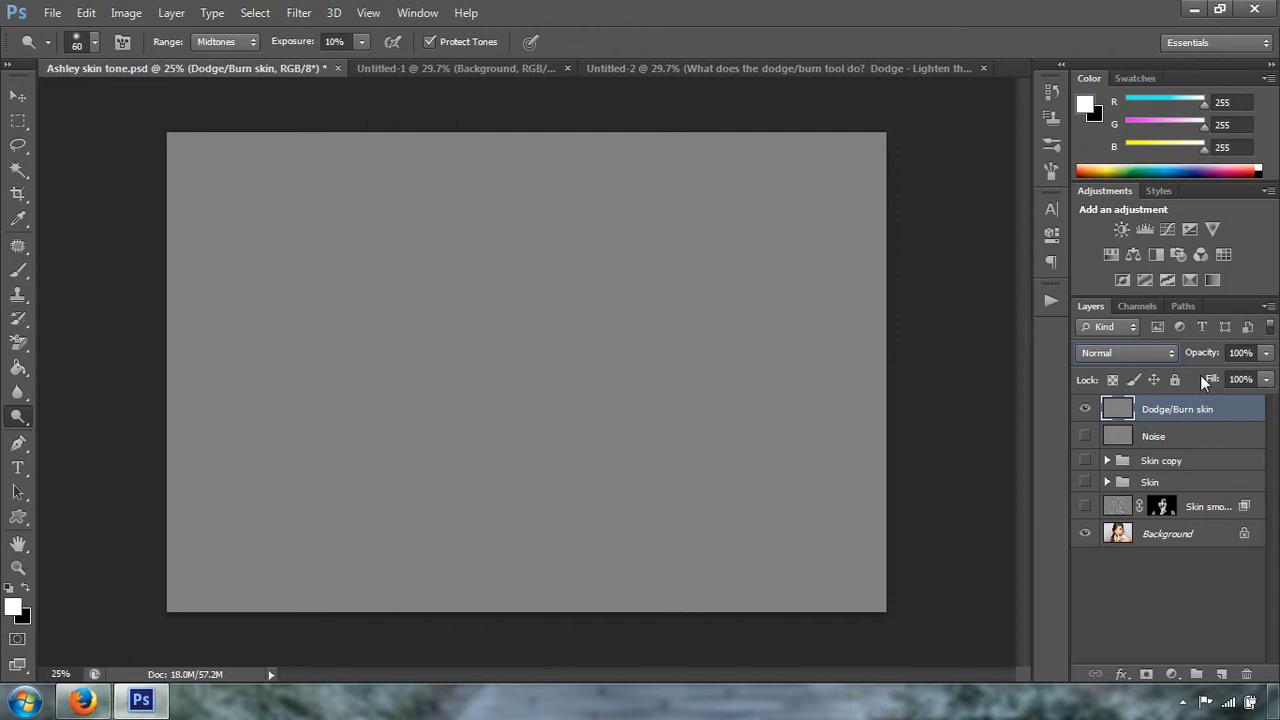 Ps File Edit Image Layer Type Select Filter 3D View Window Help
60 Range: Midtones Exposure: 10% Protect Tones Essentials
Ashley skin tone.psd @ 25% (Dodge/Burn skin, RGB/8*) * × Untitled-1 @ 29.7% (Background, RGB/... × Untitled-2 @ 29.7% (What does the dodge/burn tool do? Dodge - Lighten th... ×
Color Swatches
R 255
G 255
B 255
Adjustments Styles
Add an adjustment
Layers Channels Paths
Kind
Normal Opacity: 100%
Lock: Fill: 100%
Dodge/Burn skin
Noise
Skin copy
Skin
Skin smo...
Background
25% Doc: 18.0M/57.2M
Ps